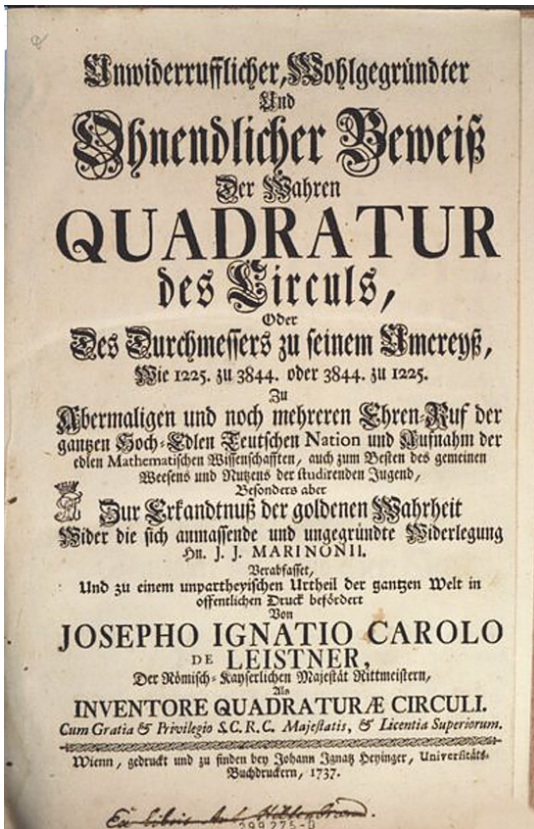 Unwiderrufflicher, Wohlgegründter
Und
Ohnendlicher Beweiß
Der Wahren
QUADRATUR
des Circuls,
Oder
Des Durchmessers zu seinem Umcreyß,
Wie 1225. zu 3844. oder 3844. zu 1225.
Zu
Abermaligen und noch mehreren Ehren-Ruf der
gantzen Hoch-Edlen Teutschen Nation und Aufnahm der
edlen Mathematischen Wissenschafften, auch zum Besten des gemeinen
Weesens und Nutzens der studirenden Jugend,
Besonders aber
Zur Erkandtnuß der goldenen Wahrheit
Wider die sich anmassende und ungegründte Widerlegung
Hn. J. J. MARINONII.
Verabfasset,
Und zu einem unpartheyischen Urtheil der gantzen Welt in
offentlichen Druck befördert
Von
JOSEPHO IGNATIO CAROLO
DE LEISTNER,
Der Römisch-Kayserlichen Majestät Rittmeistern,
Als
INVENTORE QUADRATURÆ CIRCULI.
Cum Gratia & Privilegio S.C.R.C. Majestatis, & Licentia Superiorum.
Wienn, gedruckt und zu finden bey Johann Ignatz Heyinger, Universitäts-
Buchdruckern, 1737.
Ex Libris
299275-D